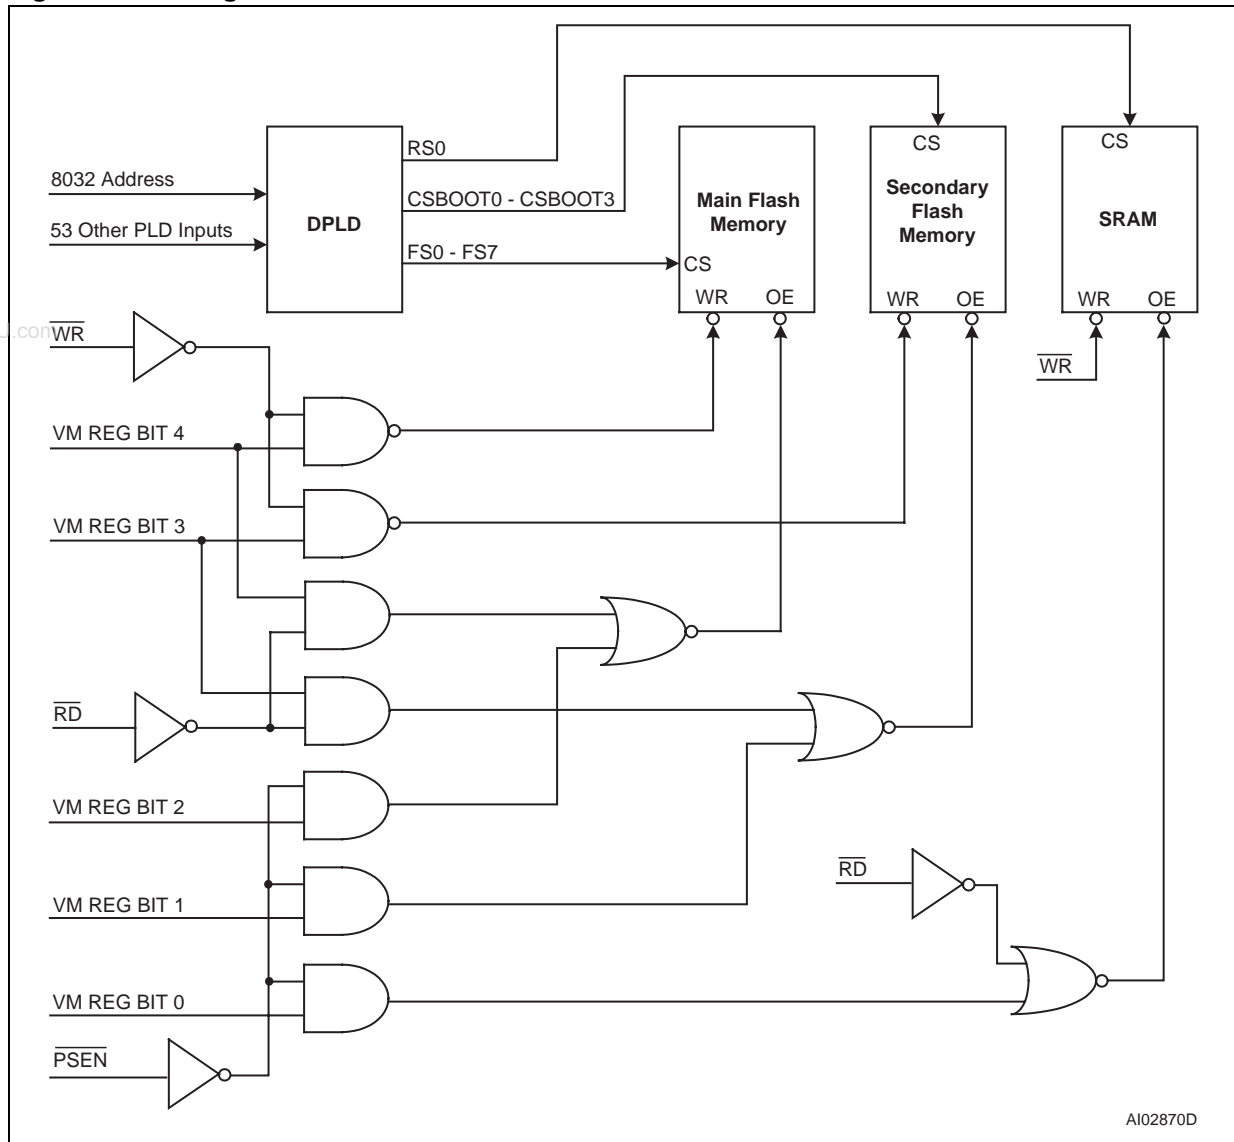 RS0
CS
CS
8032 Address
CSBOOT0 - CSBOOT3
Main Flash
Memory
Secondary
Flash
Memory
SRAM
DPLD
53 Other PLD Inputs
FS0 - FS7
CS
WR OE
WR OE
WR OE
J.com
WR
WR
VM REG BIT 4
VM REG BIT 3
RD
VM REG BIT 2
RD
VM REG BIT 1
VM REG BIT 0
PSEN
AI02870D